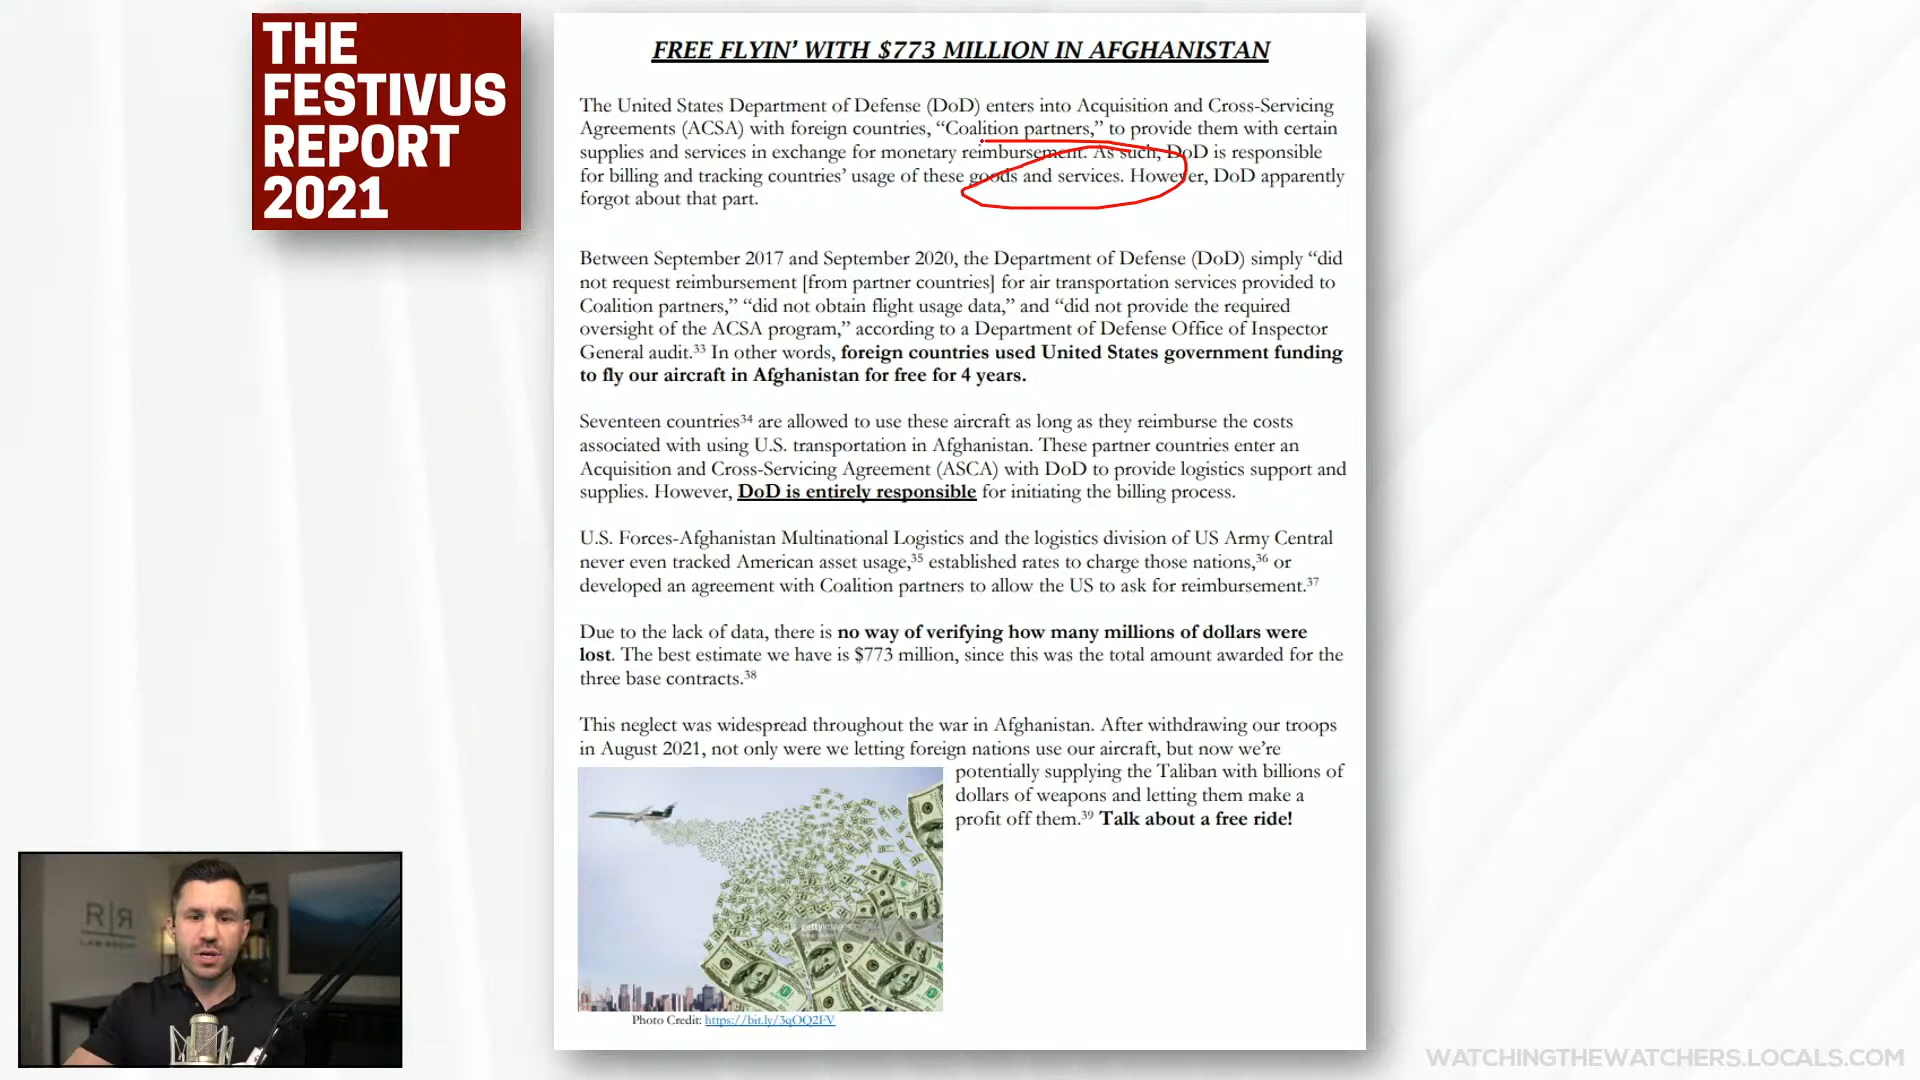 THE
FESTIVUS
REPORT
2021
FREE FLYIN’ WITH $773 MILLION IN AFGHANISTAN
The United States Department of Defense (DoD) enters into Acquisition and Cross-Servicing
Agreements (ACSA) with foreign countries, “Coalition partners,” to provide them with certain
supplies and services in exchange for monetary reimbursement. As such, DoD is responsible
for billing and tracking countries’ usage of these goods and services. However, DoD apparently
forgot about that part.
Between September 2017 and September 2020, the Department of Defense (DoD) simply “did
not request reimbursement [from partner countries] for air transportation services provided to
Coalition partners,” “did not obtain flight usage data,” and “did not provide the required
oversight of the ACSA program,” according to a Department of Defense Office of Inspector
General audit.³³ In other words, foreign countries used United States government funding
to fly our aircraft in Afghanistan for free for 4 years.
Seventeen countries³⁴ are allowed to use these aircraft as long as they reimburse the costs
associated with using U.S. transportation in Afghanistan. These partner countries enter an
Acquisition and Cross-Servicing Agreement (ASCA) with DoD to provide logistics support and
supplies. However, DoD is entirely responsible for initiating the billing process.
U.S. Forces-Afghanistan Multinational Logistics and the logistics division of US Army Central
never even tracked American asset usage,³⁵ established rates to charge those nations,³⁶ or
developed an agreement with Coalition partners to allow the US to ask for reimbursement.³⁷
Due to the lack of data, there is no way of verifying how many millions of dollars were
lost. The best estimate we have is $773 million, since this was the total amount awarded for the
three base contracts.³⁸
This neglect was widespread throughout the war in Afghanistan. After withdrawing our troops
in August 2021, not only were we letting foreign nations use our aircraft, but now we’re
potentially supplying the Taliban with billions of
dollars of weapons and letting them make a
profit off them.³⁹ Talk about a free ride!
gettyimages
Photo Credit: https://bit.ly/3qOQ2FV
R|R
LAW GROUP
WATCHINGTHEWATCHERS.LOCALS.COM